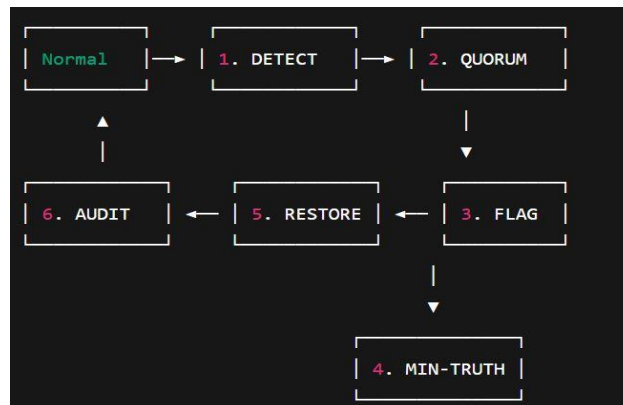 Normal 1. DETECT 2. QUORUM
6. AUDIT 5. RESTORE 3. FLAG
4. MIN-TRUTH